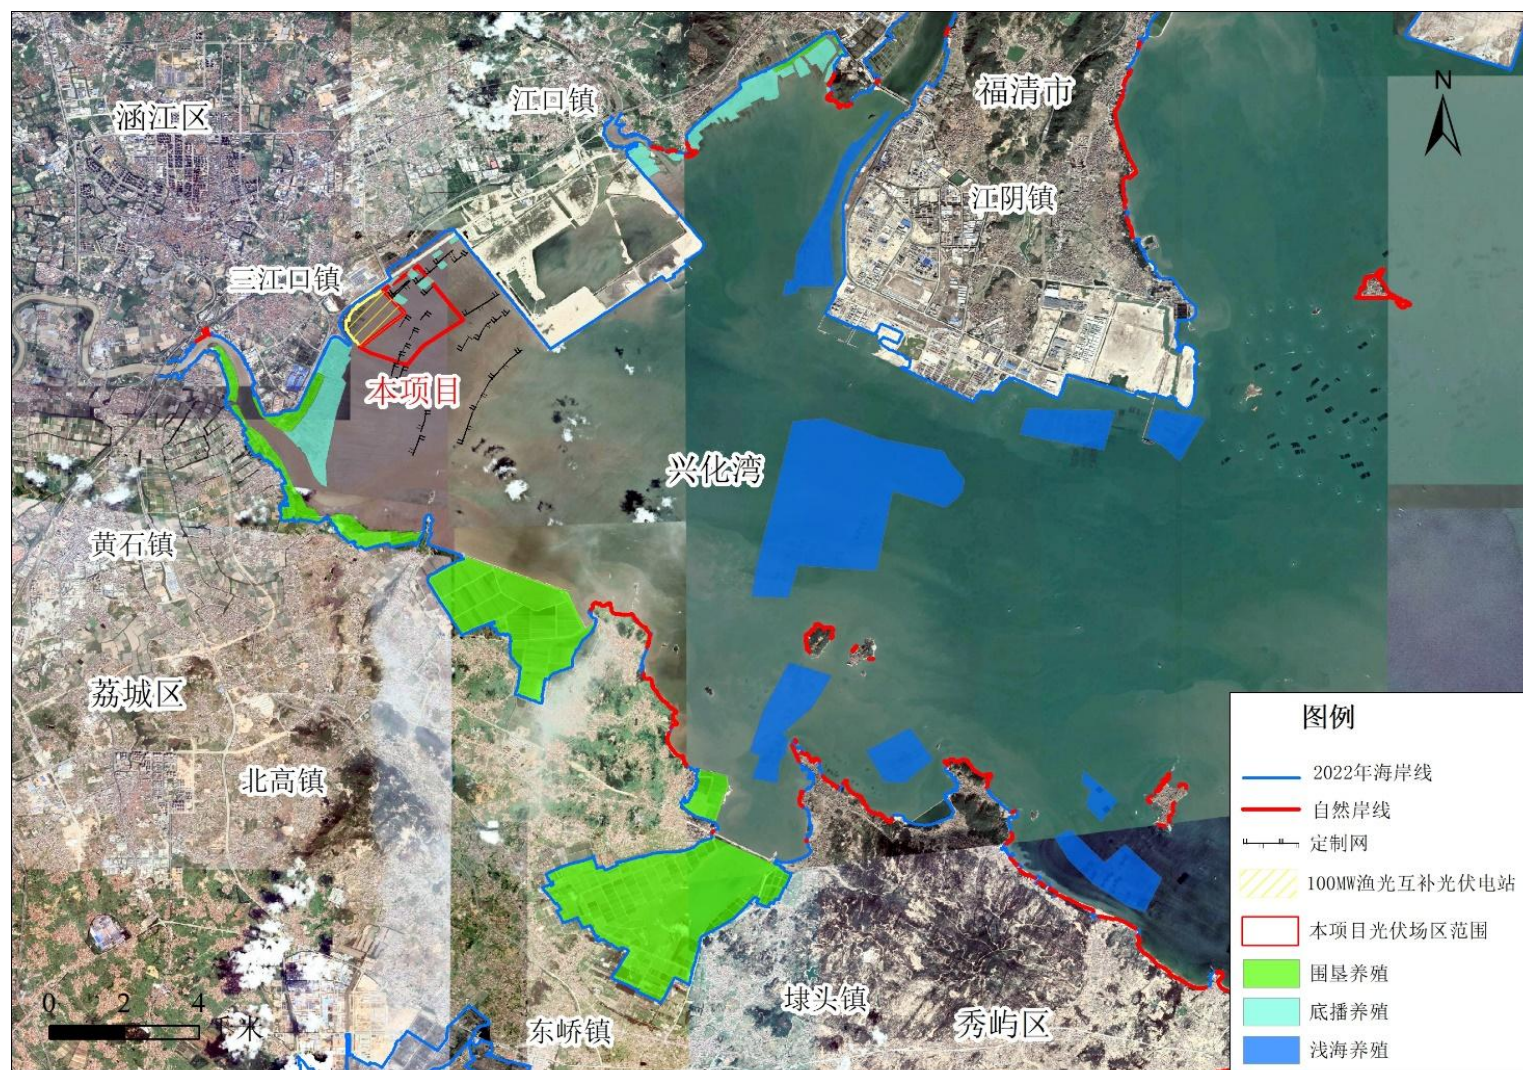 N
涵江区
江口镇
福清市
江阴镇
三江口镇
本项目
兴化湾
黄石镇
荔城区
北高镇
东峤镇
埭头镇
秀屿区
0 2 4
米
图例
2022年海岸线
自然岸线
定制网
100MW渔光互补光伏电站
本项目光伏场区范围
围垦养殖
底播养殖
浅海养殖